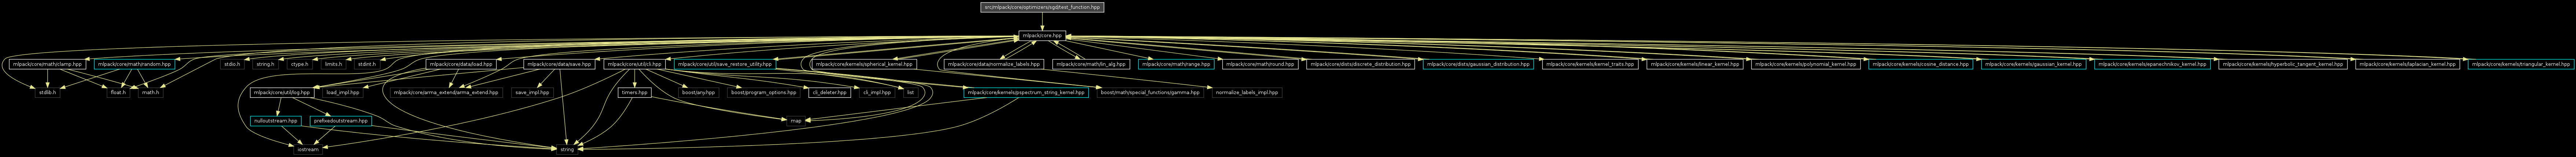 src/mlpack/core/optimizers/sgd/test_function.hpp
mlpack/core.hpp
mlpack/core/math/clamp.hpp
mlpack/core/math/random.hpp
stdio.h
string.h
ctype.h
limits.h
stdint.h
mlpack/core/data/load.hpp
mlpack/core/data/save.hpp
mlpack/core/util/cli.hpp
mlpack/core/util/save_restore_utility.hpp
mlpack/core/kernels/spherical_kernel.hpp
mlpack/core/data/normalize_labels.hpp
mlpack/core/math/lin_alg.hpp
mlpack/core/math/range.hpp
mlpack/core/math/round.hpp
mlpack/core/dists/discrete_distribution.hpp
mlpack/core/dists/gaussian_distribution.hpp
mlpack/core/kernels/kernel_traits.hpp
mlpack/core/kernels/linear_kernel.hpp
mlpack/core/kernels/polynomial_kernel.hpp
mlpack/core/kernels/cosine_distance.hpp
mlpack/core/kernels/gaussian_kernel.hpp
mlpack/core/kernels/epanechnikov_kernel.hpp
mlpack/core/kernels/hyperbolic_tangent_kernel.hpp
mlpack/core/kernels/laplacian_kernel.hpp
mlpack/core/kernels/triangular_kernel.hpp
stdlib.h
float.h
math.h
mlpack/core/util/log.hpp
load_impl.hpp
mlpack/core/arma_extend/arma_extend.hpp
save_impl.hpp
timers.hpp
boost/any.hpp
boost/program_options.hpp
cli_deleter.hpp
cli_impl.hpp
list
mlpack/core/kernels/pspectrum_string_kernel.hpp
boost/math/special_functions/gamma.hpp
normalize_labels_impl.hpp
nulloutstream.hpp
prefixedoutstream.hpp
map
iostream
string